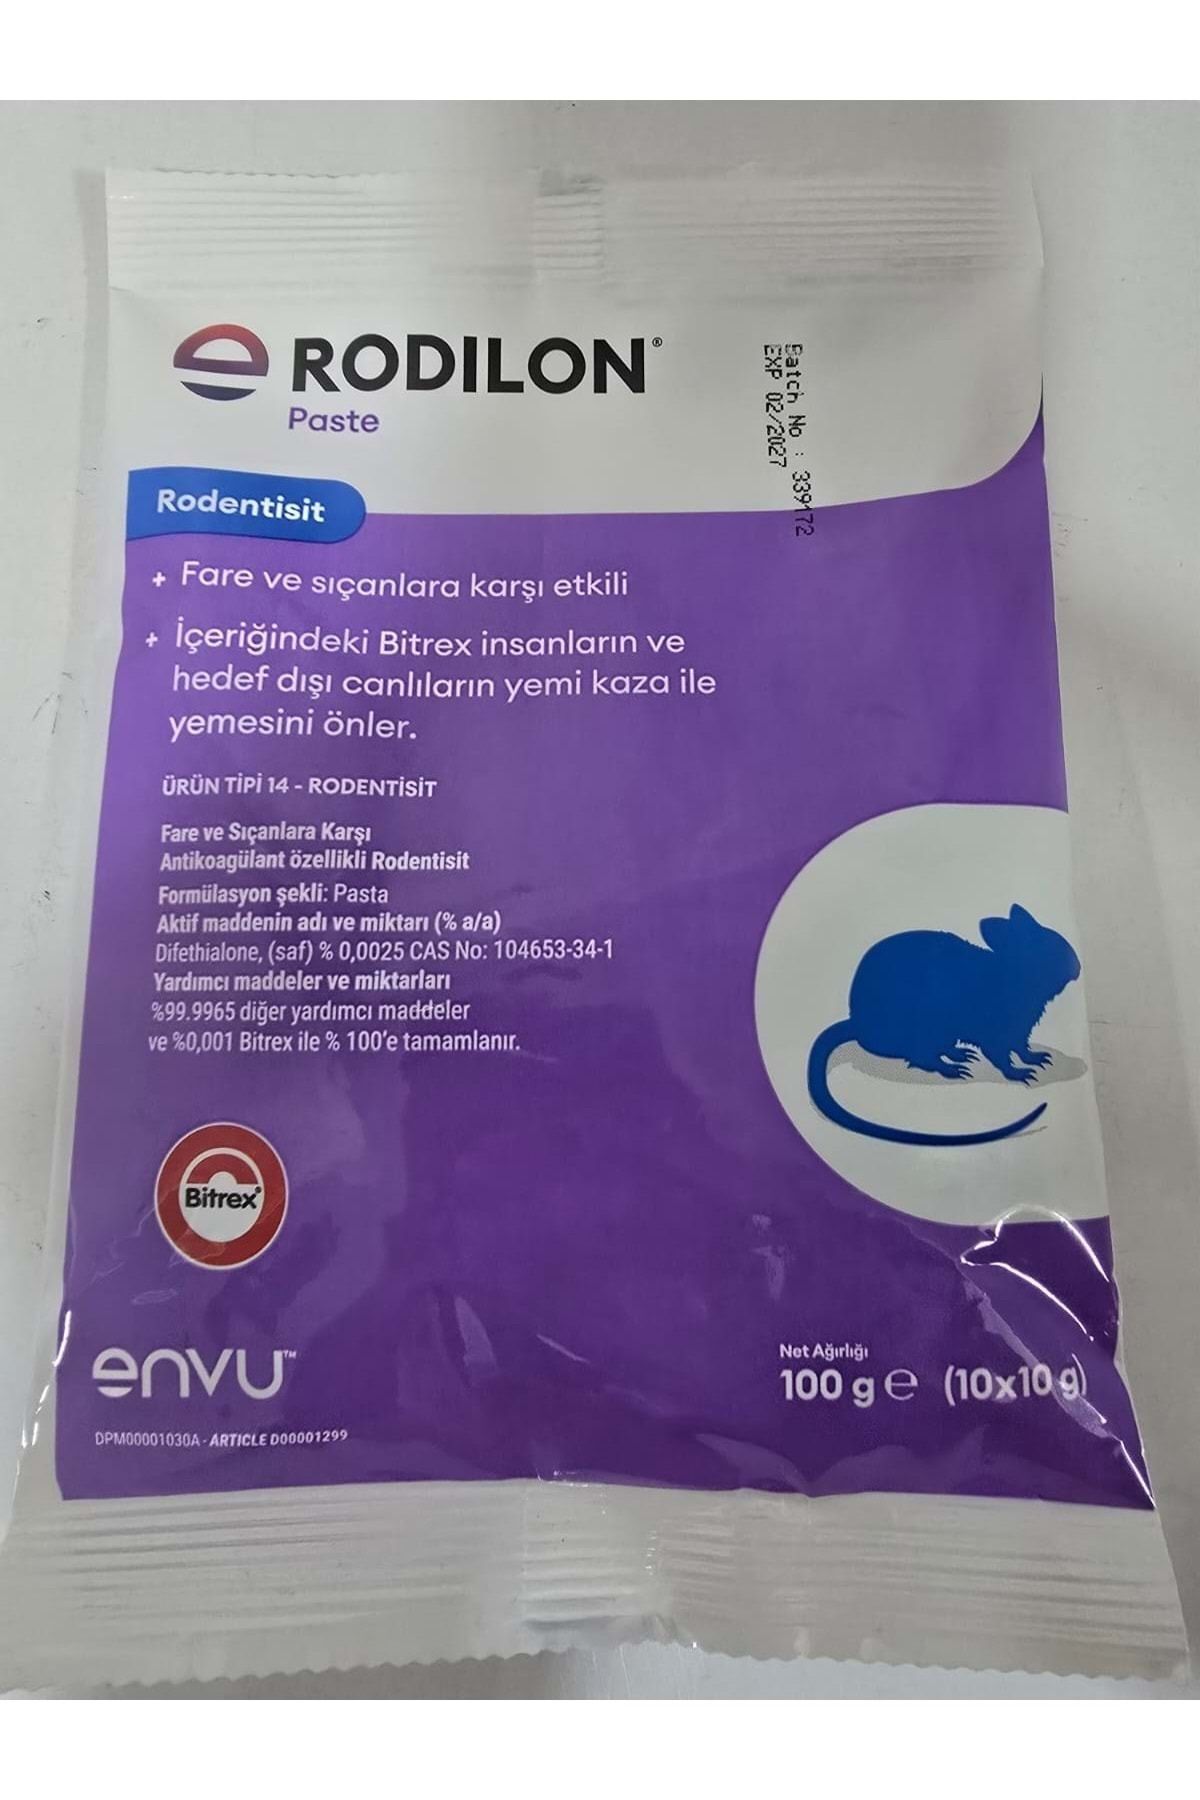 RODILON®
Paste
Batch No : 339172
EXP 02/2027
Rodentisit
+ Fare ve sıçanlara karşı etkili
+ İçeriğindeki Bitrex insanların ve
hedef dışı canlıların yemi kaza ile
yemesini önler.
ÜRÜN TİPİ 14 - RODENTİSİT
Fare ve Sıçanlara Karşı
Antikoagülant özellikli Rodentisit
Formülasyon şekli: Pasta
Aktif maddenin adı ve miktarı (% a/a)
Difethialone, (saf) % 0,0025 CAS No: 104653-34-1
Yardımcı maddeler ve miktarları
%99.9965 diğer yardımcı maddeler
ve %0,001 Bitrex ile % 100'e tamamlanır.
Bitrex®
envu™
Net Ağırlığı
100 g ℮ (10x10 g)
DPM00001030A - ARTICLE D00001299